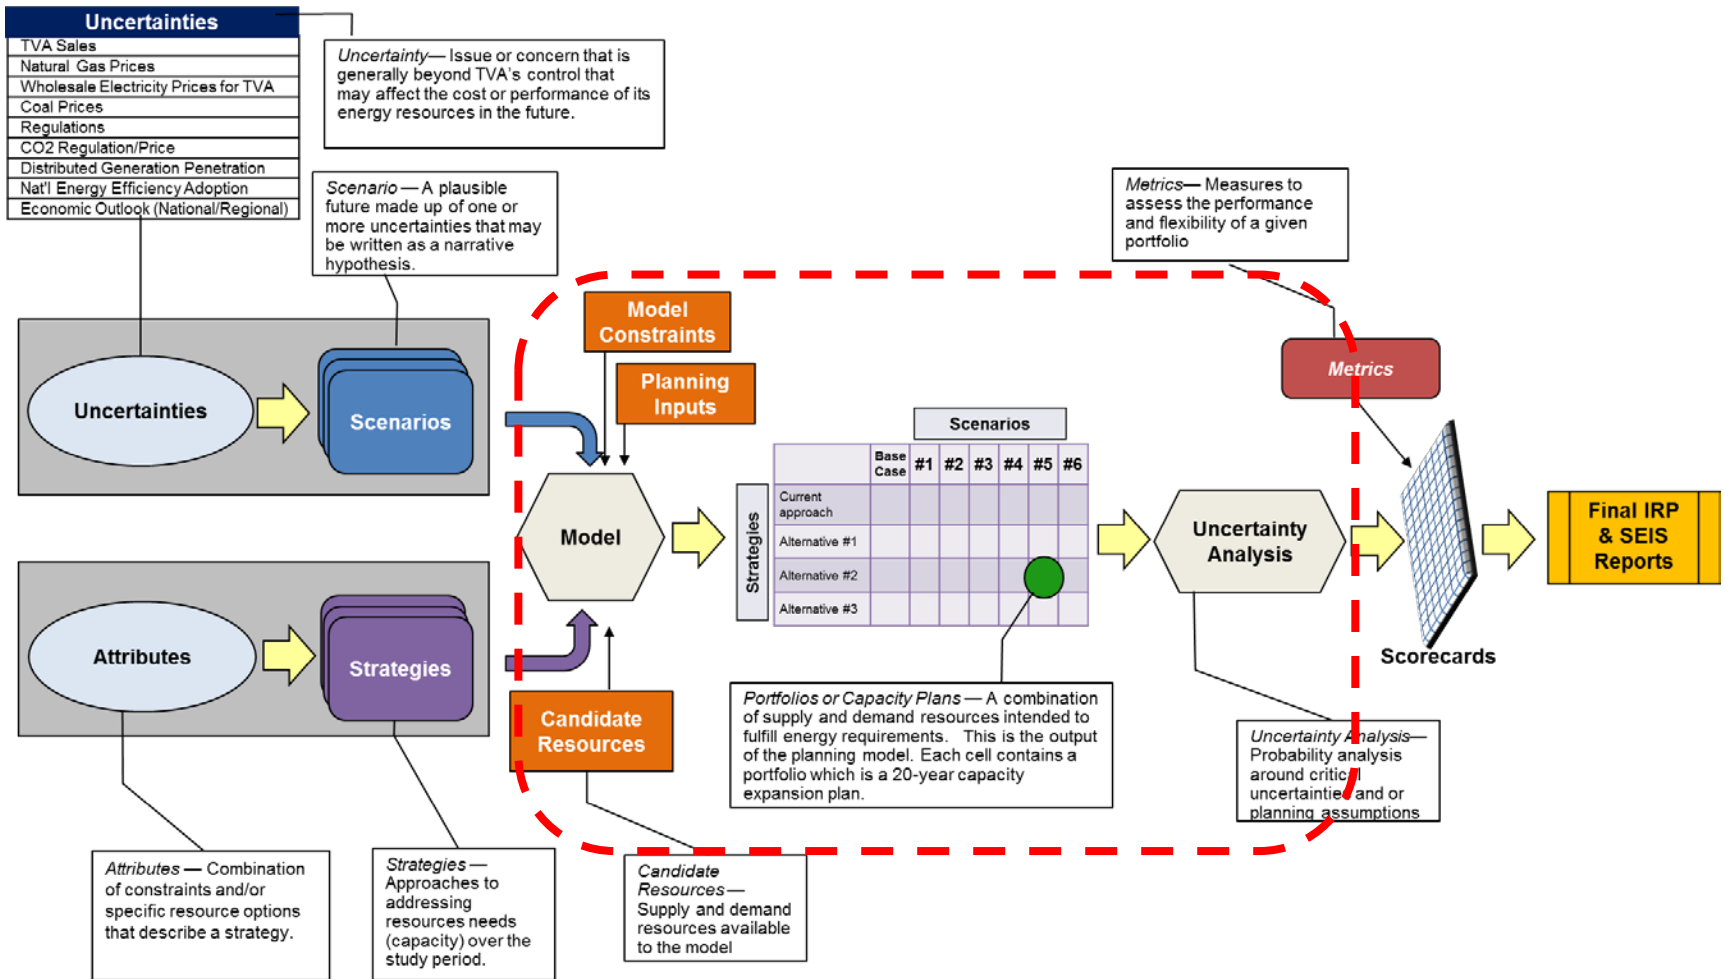 Uncertainties
TVA Sales
Natural Gas Prices
Wholesale Electricity Prices for TVA
Coal Prices
Regulations
CO2 Regulation/Price
Distributed Generation Penetration
Nat'l Energy Efficiency Adoption
Economic Outlook (National/Regional)
Uncertainty— Issue or concern that is
generally beyond TVA's control that
may affect the cost or performance of its
energy resources in the future.
Scenario — A plausible
future made up of one or
more uncertainties that may
be written as a narrative
hypothesis.
Metrics— Measures to
assess the performance
and flexibility of a given
portfolio
Uncertainties
Scenarios
Model
Constraints
Planning
Inputs
Metrics
Scenarios
Base
Case
#1
#2
#3
#4
#5
#6
Strategies
Current
approach
Alternative #1
Alternative #2
Alternative #3
Model
Uncertainty
Analysis
Scorecards
Final IRP
& SEIS
Reports
Attributes
Strategies
Candidate
Resources
Portfolios or Capacity Plans — A combination
of supply and demand resources intended to
fulfill energy requirements. This is the output
of the planning model. Each cell contains a
portfolio which is a 20-year capacity
expansion plan.
Uncertainty Analysis—
Probability analysis
around critical
uncertainties and or
planning assumptions
Attributes — Combination
of constraints and/or
specific resource options
that describe a strategy.
Strategies —
Approaches to
addressing
resources needs
(capacity) over the
study period.
Candidate
Resources —
Supply and demand
resources available
to the model